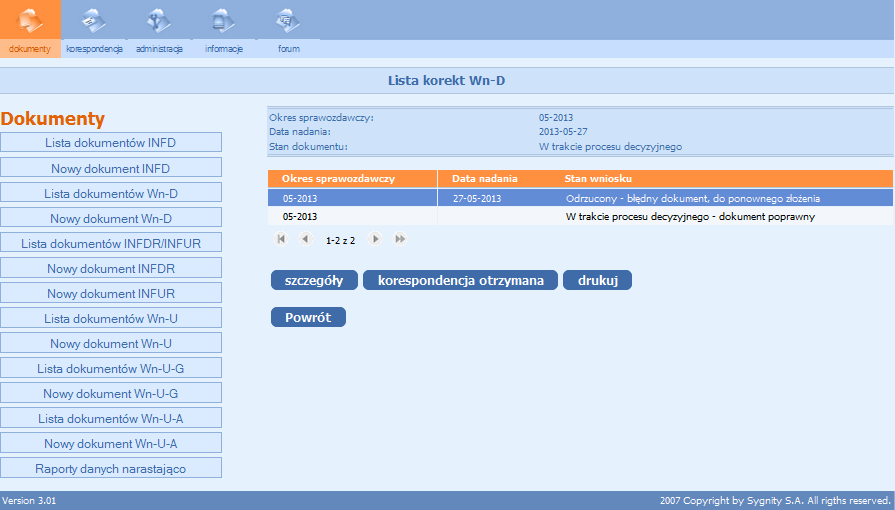 dokumenty korespondencja administracja informacje forum
Lista korekt Wn-D
Dokumenty
Lista dokumentów INFD
Nowy dokument INFD
Lista dokumentów Wn-D
Nowy dokument Wn-D
Lista dokumentów INFDR/INFUR
Nowy dokument INFDR
Nowy dokument INFUR
Lista dokumentów Wn-U
Nowy dokument Wn-U
Lista dokumentów Wn-U-G
Nowy dokument Wn-U-G
Lista dokumentów Wn-U-A
Nowy dokument Wn-U-A
Raporty danych narastająco
Okres sprawozdawczy: 05-2013
Data nadania: 2013-05-27
Stan dokumentu: W trakcie procesu decyzyjnego
Okres sprawozdawczy Data nadania Stan wniosku
05-2013 27-05-2013 Odrzucony - błędny dokument, do ponownego złożenia
05-2013 W trakcie procesu decyzyjnego - dokument poprawny
1-2 z 2
szczegóły korespondencja otrzymana drukuj
Powrót
Version 3.01 2007 Copyright by Sygnity S.A. All rigths reserved.